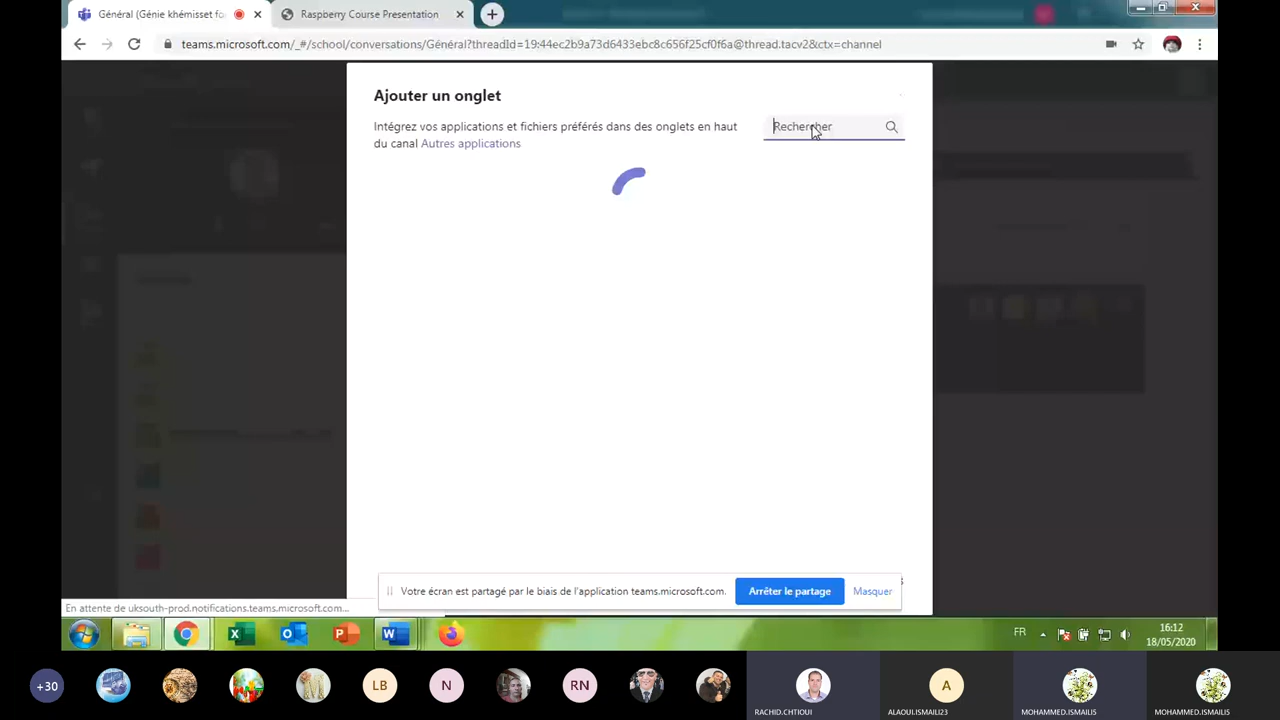 Général (Génie khémisset fo
Raspberry Course Presentation
teams.microsoft.com/_#/school/conversations/Général?threadId=19:44ec2b9a73d6433ebc8c656f25cf0f6a@thread.tacv2&ctx=channel
Ajouter un onglet
Intégrez vos applications et fichiers préférés dans des onglets en haut
du canal Autres applications
Rechercher
Votre écran est partagé par le biais de l'application teams.microsoft.com.
Arrêter le partage
Masquer
En attente de uksouth-prod.notifications.teams.microsoft.com...
FR
16:12
18/05/2020
+30
LB
N
RN
A
RACHID.CHTIOUI
ALAOUI.ISMAILI23
MOHAMMED.ISMAILI5
MOHAMMED.ISMAILI5